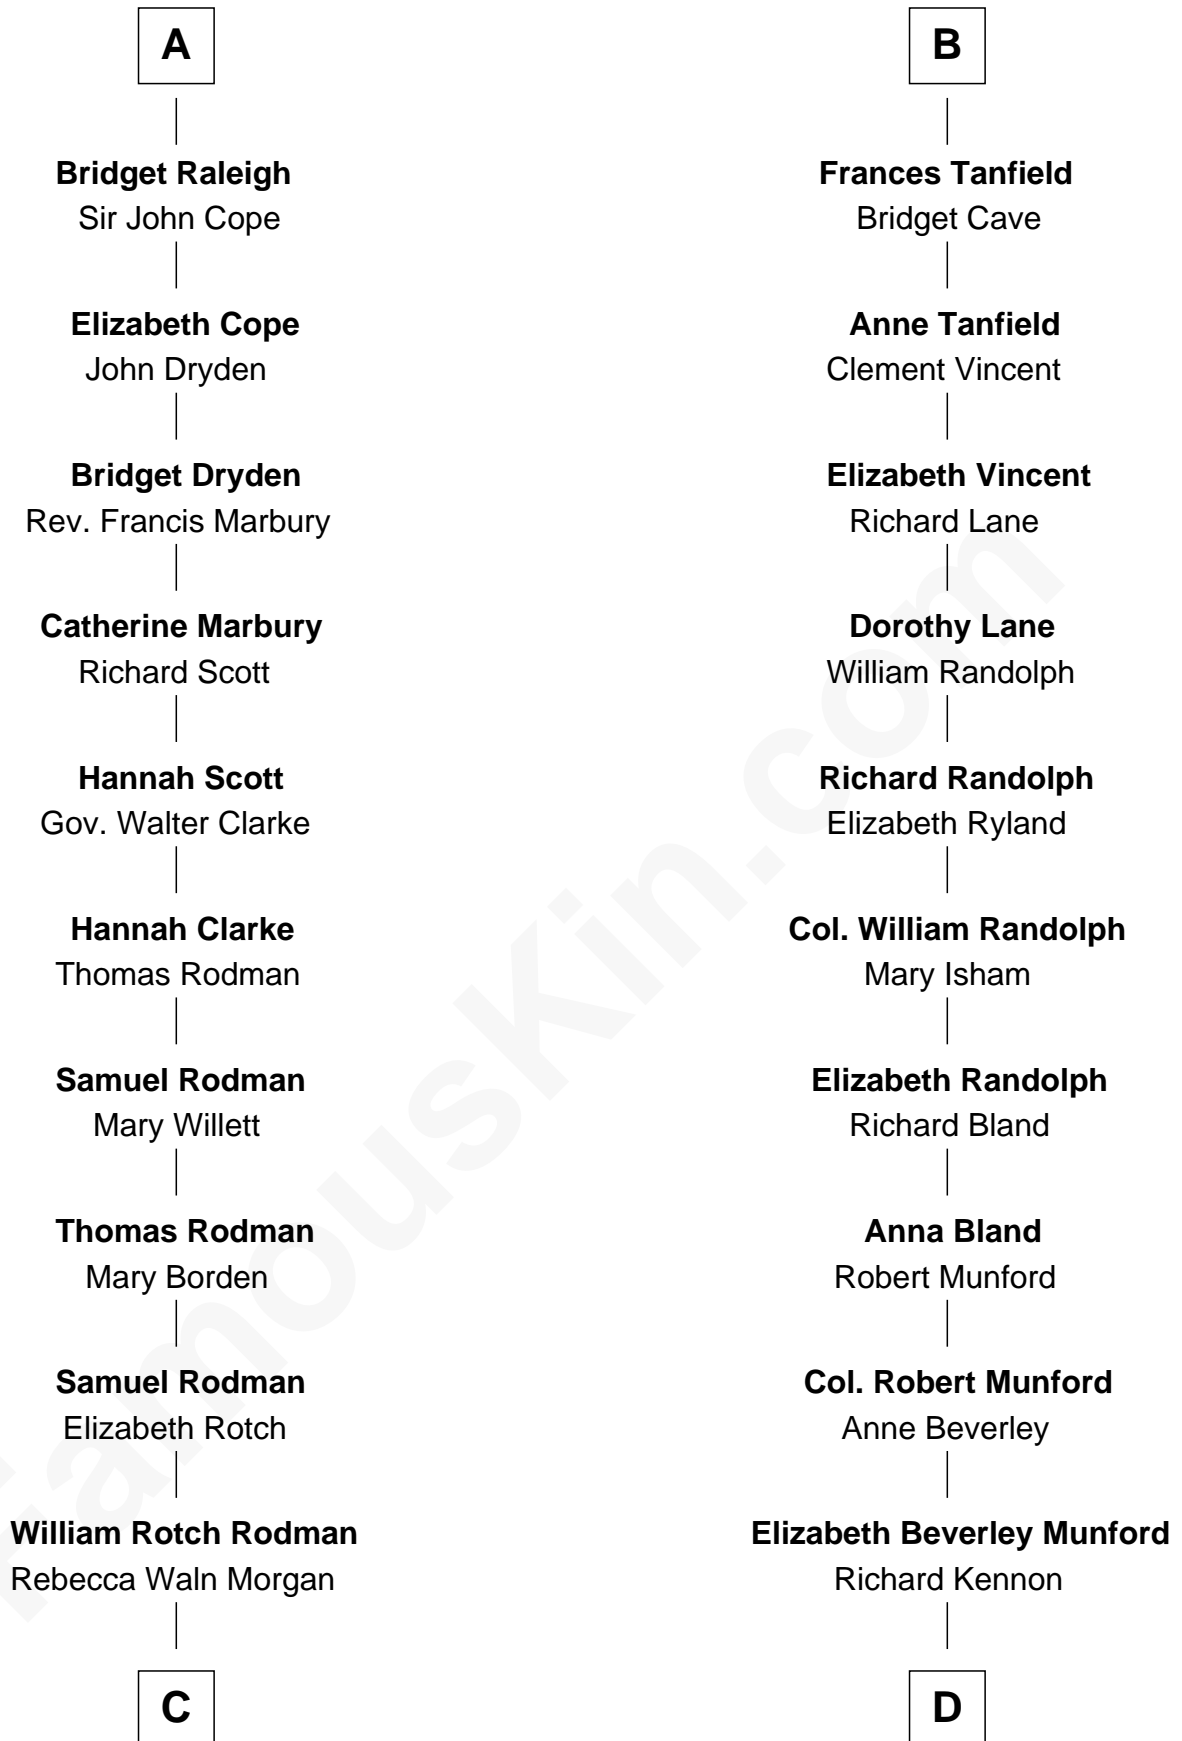 A
Bridget Raleigh
Sir John Cope
Elizabeth Cope
John Dryden
Bridget Dryden
Rev. Francis Marbury
Catherine Marbury
Richard Scott
Hannah Scott
Gov. Walter Clarke
Hannah Clarke
Thomas Rodman
Samuel Rodman
Mary Willett
Thomas Rodman
Mary Borden
Samuel Rodman
Elizabeth Rotch
William Rotch Rodman
Rebecca Waln Morgan
C
B
Frances Tanfield
Bridget Cave
Anne Tanfield
Clement Vincent
Elizabeth Vincent
Richard Lane
Dorothy Lane
William Randolph
Richard Randolph
Elizabeth Ryland
Col. William Randolph
Mary Isham
Elizabeth Randolph
Richard Bland
Anna Bland
Robert Munford
Col. Robert Munford
Anne Beverley
Elizabeth Beverley Munford
Richard Kennon
D
FamousKin.com